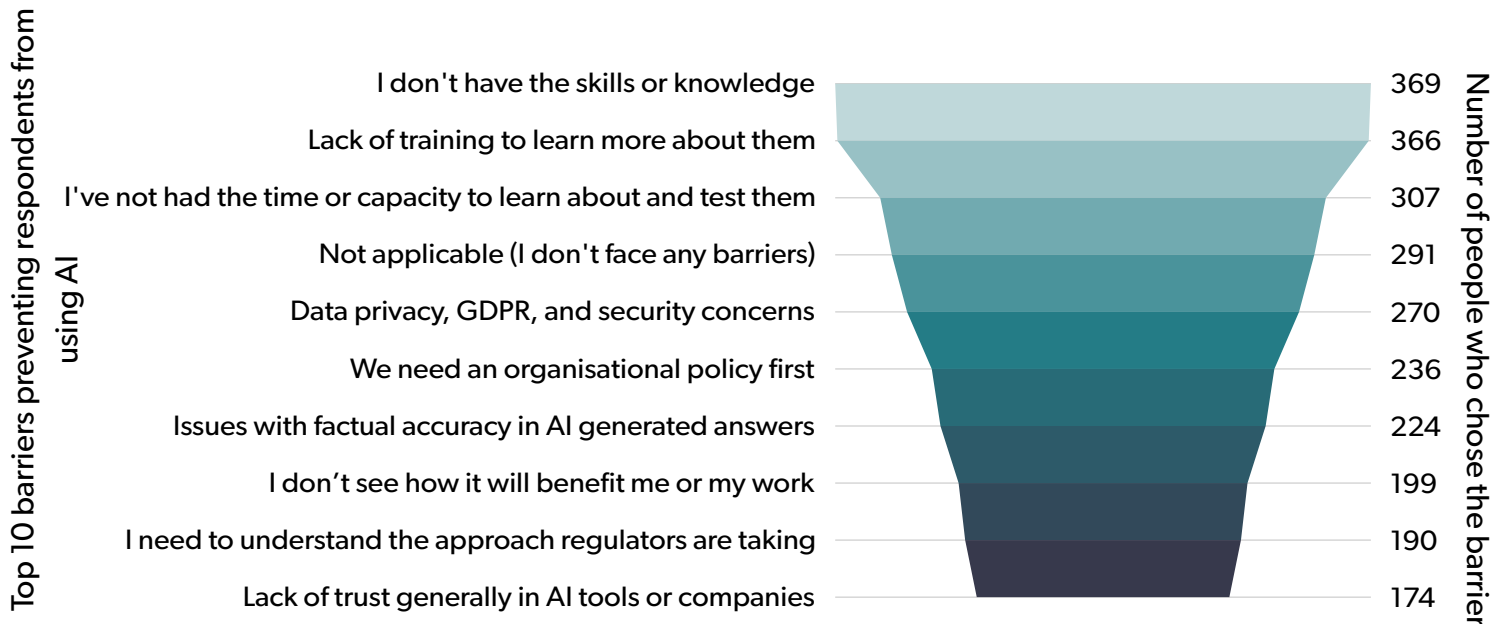 Top 10 barriers preventing respondents from
using AI
I don't have the skills or knowledge 369
Lack of training to learn more about them 366
I've not had the time or capacity to learn about and test them 307
Not applicable (I don't face any barriers) 291
Data privacy, GDPR, and security concerns 270
We need an organisational policy first 236
Issues with factual accuracy in AI generated answers 224
I don’t see how it will benefit me or my work 199
I need to understand the approach regulators are taking 190
Lack of trust generally in AI tools or companies 174
Number of people who chose the barrier